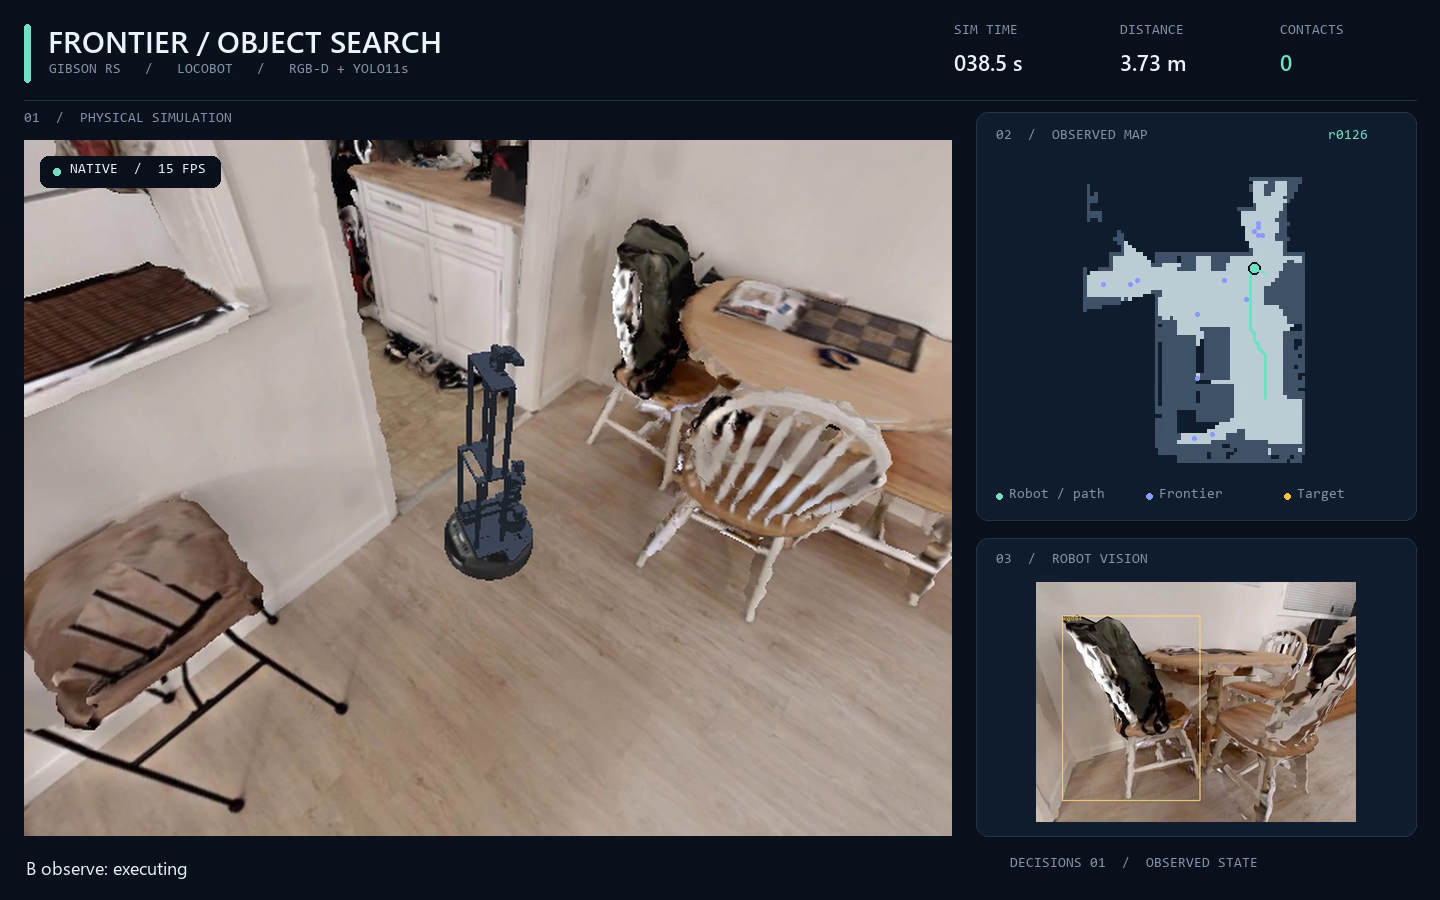 FRONTIER / OBJECT SEARCH
GIBSON RS / LOCOBOT / RGB-D + YOLO11s
SIM TIME
038.5 s
DISTANCE
3.73 m
CONTACTS
0
01 / PHYSICAL SIMULATION
NATIVE / 15 FPS
02 / OBSERVED MAP
r0126
Robot / path
Frontier
Target
03 / ROBOT VISION
B observe: executing
DECISIONS 01 / OBSERVED STATE